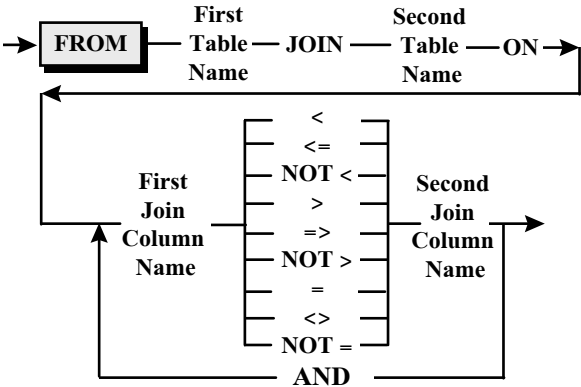 FROM First Table Name JOIN Second Table Name ON
<
<=
NOT <
>
=>
NOT >
=
<>
NOT =
First Join Column Name
Second Join Column Name
AND